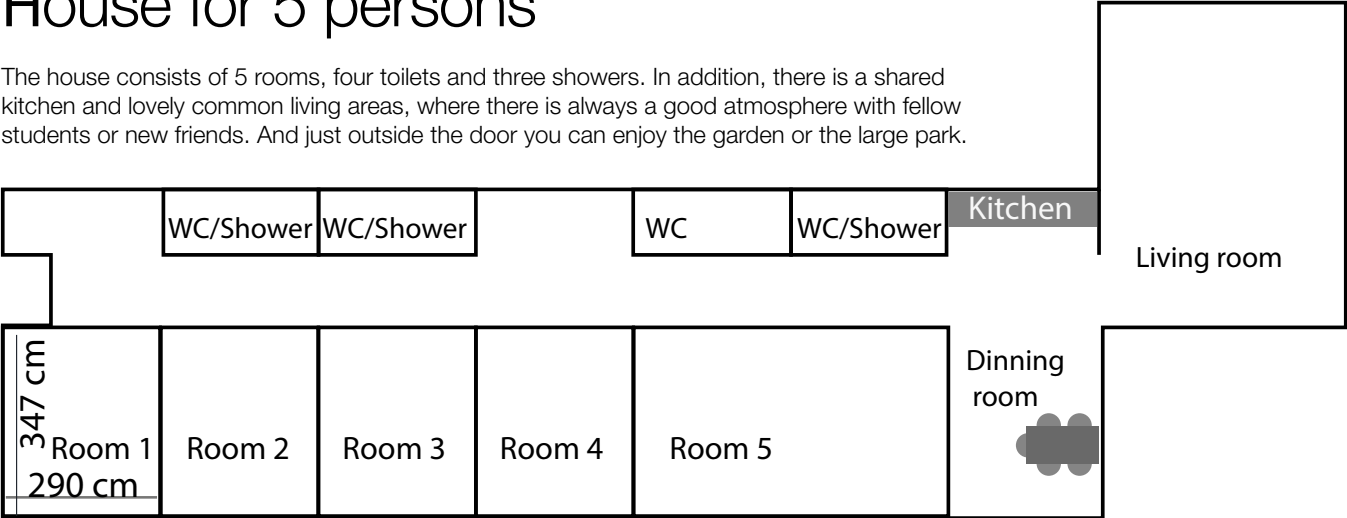 House for 5 persons
The house consists of 5 rooms, four toilets and three showers. In addition, there is a shared
kitchen and lovely common living areas, where there is always a good atmosphere with fellow
students or new friends. And just outside the door you can enjoy the garden or the large park.
WC/Shower
WC/Shower
WC
WC/Shower
Kitchen
Living room
347 cm
Room 1
290 cm
Room 2
Room 3
Room 4
Room 5
Dinning
room